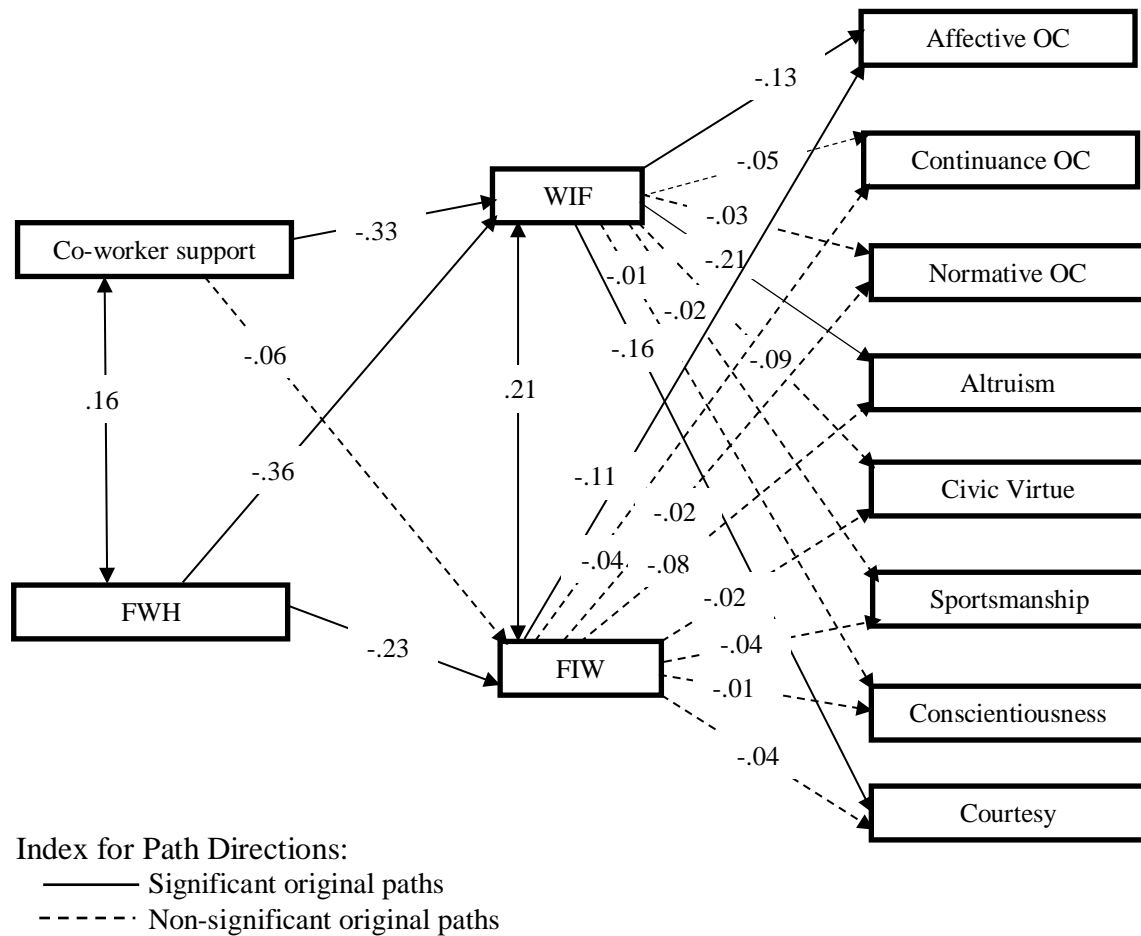 Affective OC
-.13
Continuance OC
-.05
WIF
-.03
-.33
Co-worker support
-.21
Normative OC
-.01
-.02
-.16
-.06
-.09
Altruism
.21
.16
-.36
-.11
Civic Virtue
-.02
-.04
-.08
-.02
Sportsmanship
FWH
-.04
-.23
FIW
-.01
Conscientiousness
-.04
Courtesy
Index for Path Directions:
Significant original paths
Non-significant original paths